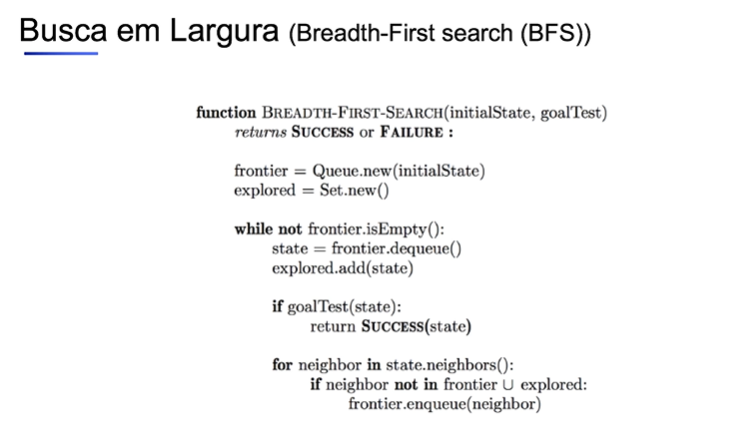 Busca em Largura (Breadth-First search (BFS))
function BREADTH-FIRST-SEARCH(initialState, goalTest)
returns SUCCESS or FAILURE :
frontier = Queue.new(initialState)
explored = Set.new()
while not frontier.isEmpty():
state = frontier.dequeue()
explored.add(state)
if goalTest(state):
return SUCCESS(state)
for neighbor in state.neighbors():
if neighbor not in frontier ∪ explored:
frontier.enqueue(neighbor)